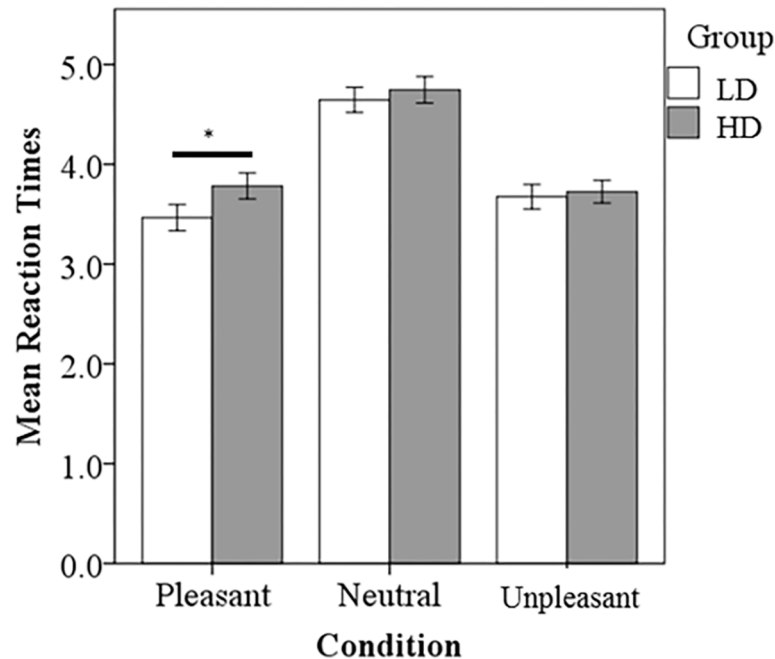 Group
LD
HD
Mean Reaction Times
5.0
4.0
3.0
2.0
1.0
0.0
*
Pleasant Neutral Unpleasant
Condition